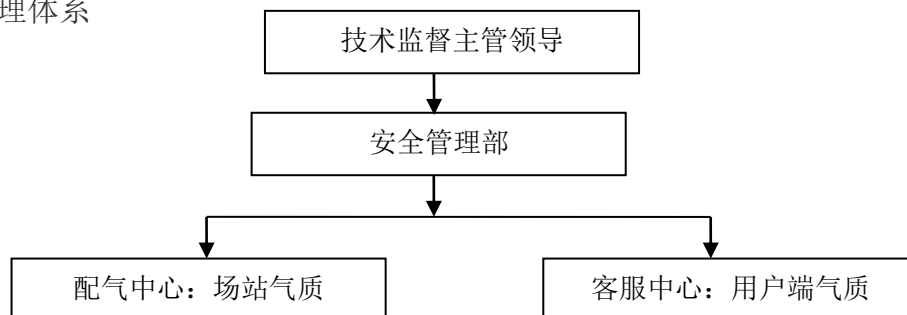 理体系
技术监督主管领导
安全管理部
配气中心：场站气质
客服中心：用户端气质